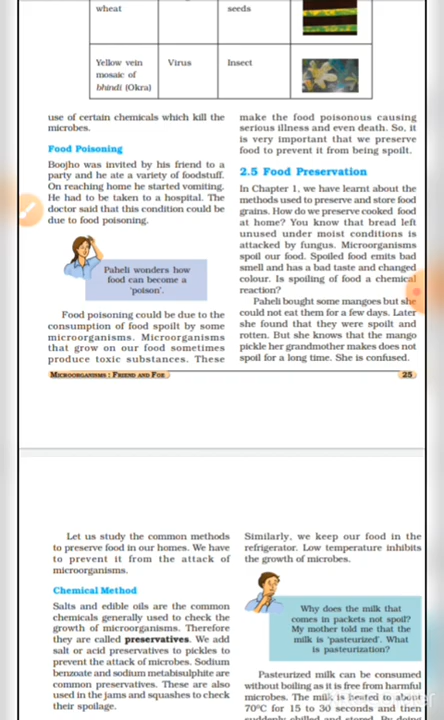 wheat
seeds
Yellow vein
mosaic of
bhindi (Okra)
Virus
Insect
use of certain chemicals which kill the
microbes.
Food Poisoning
Boojho was invited by his friend to a
party and he ate a variety of foodstuff.
On reaching home he started vomiting.
He had to be taken to a hospital. The
doctor said that this condition could be
due to food poisoning.
Paheli wonders how
food can become a
'poison'.
Food poisoning could be due to the
consumption of food spoilt by some
microorganisms. Microorganisms
that grow on our food sometimes
produce toxic substances. These
make the food poisonous causing
serious illness and even death. So, it
is very important that we preserve
food to prevent it from being spoilt.
2.5 Food Preservation
In Chapter 1, we have learnt about the
methods used to preserve and store food
grains. How do we preserve cooked food
at home? You know that bread left
unused under moist conditions is
attacked by fungus. Microorganisms
spoil our food. Spoiled food emits bad
smell and has a bad taste and changed
colour. Is spoiling of food a chemical
reaction?
Paheli bought some mangoes but she
could not eat them for a few days. Later
she found that they were spoilt and
rotten. But she knows that the mango
pickle her grandmother makes does not
spoil for a long time. She is confused.
Microorganisms : Friend and Foe
25
Let us study the common methods
to preserve food in our homes. We have
to prevent it from the attack of
microorganisms.
Chemical Method
Salts and edible oils are the common
chemicals generally used to check the
growth of microorganisms. Therefore
they are called preservatives. We add
salt or acid preservatives to pickles to
prevent the attack of microbes. Sodium
benzoate and sodium metabisulphite are
common preservatives. These are also
used in the jams and squashes to check
their spoilage.
Similarly, we keep our food in the
refrigerator. Low temperature inhibits
the growth of microbes.
Why does the milk that
comes in packets not spoil?
My mother told me that the
milk is 'pasteurized'. What
is pasteurization?
Pasteurized milk can be consumed
without boiling as it is free from harmful
microbes. The milk is heated to about
70°C for 15 to 30 seconds and then
suddenly chilled and stored. By doing